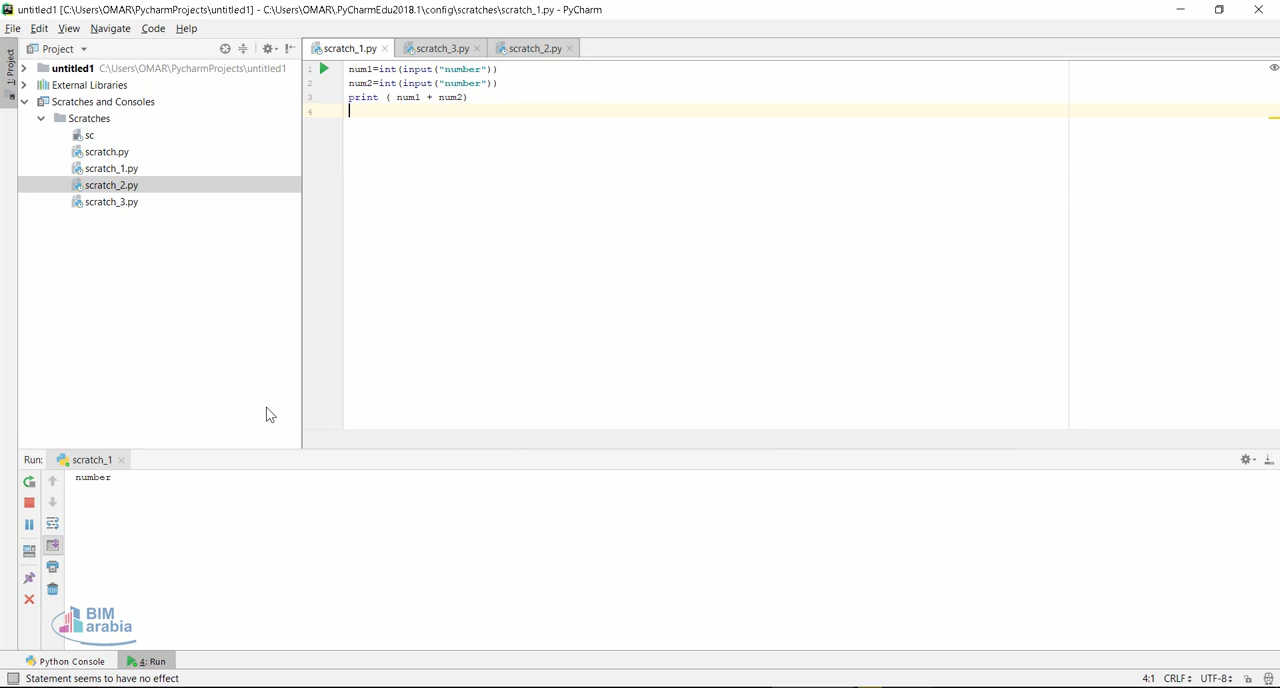 untitled1 [C:\Users\OMAR\PycharmProjects\untitled1] - C:\Users\OMAR\.PyCharmEdu2018.1\config\scratches\scratch_1.py - PyCharm
File Edit View Navigate Code Help
Project
scratch_1.py scratch_3.py scratch_2.py
1: Project
untitled1 C:\Users\OMAR\PycharmProjects\untitled1
External Libraries
Scratches and Consoles
Scratches
sc
scratch.py
scratch_1.py
scratch_2.py
scratch_3.py
1 num1=int(input("number"))
2 num2=int(input("number"))
3 print ( num1 + num2)
4
Run: scratch_1
number
BIM
arabia
Python Console 4: Run
Statement seems to have no effect 4:1 CRLF UTF-8